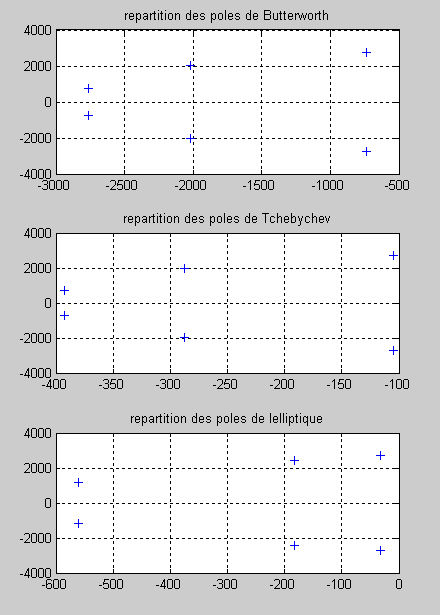 repartition des poles de Butterworth
4000
2000
0
-2000
-4000
-3000 -2500 -2000 -1500 -1000 -500
repartition des poles de Tchebychev
4000
2000
0
-2000
-4000
-400 -350 -300 -250 -200 -150 -100
repartition des poles de lelliptique
4000
2000
0
-2000
-4000
-600 -500 -400 -300 -200 -100 0